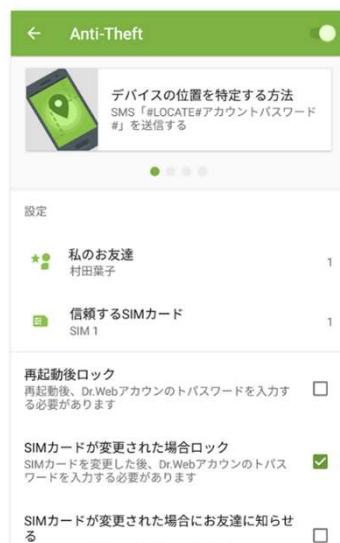 Anti-Theft
デバイスの位置を特定する方法
SMS「#LOCATE#アカウントパスワード
#」を送信する
設定
私のお友達
村田葉子
1
信頼するSIMカード
SIM 1
1
再起動後ロック
再起動後、Dr.Webアカウンのトパスワードを入力す
る必要があります
SIMカードが変更された場合ロック
SIMカードを変更した後、Dr.Webアカウンのトパス
ワードを入力する必要があります
SIMカードが変更された場合にお友達に知らせ
る